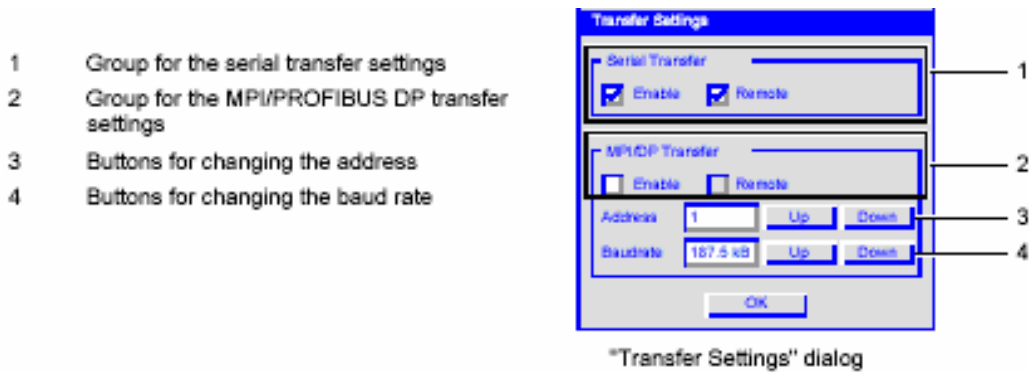 1 Group for the serial transfer settings
2 Group for the MPI/PROFIBUS DP transfer
settings
3 Buttons for changing the address
4 Buttons for changing the baud rate
Transfer Settings
Serial Transfer
Enable Remote
1
MPI/DP Transfer
Enable Remote
2
Address 1 Up Down 3
Baudrate 187.5 kB Up Down 4
OK
"Transfer Settings" dialog